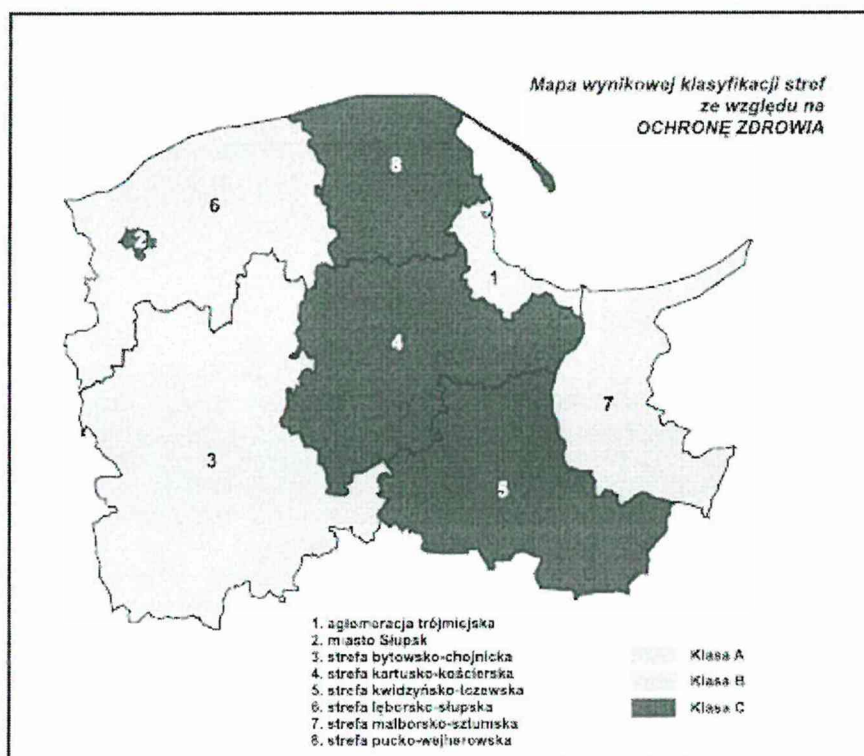 Mapa wynikowej klasyfikacji stref
ze względu na
OCHRONĘ ZDROWIA
8
6
2
1
4
7
3
5
1. aglomeracja trójmiejska
2. miasto Słupsk
3. strefa bytowsko-chojnicka
4. strefa kartusko-kościerska
5. strefa kwidzyńsko-tczewska
6. strefa lęborsko-słupska
7. strefa malborsko-sztumska
8. strefa pucko-wejherowska
Klasa A
Klasa B
Klasa C